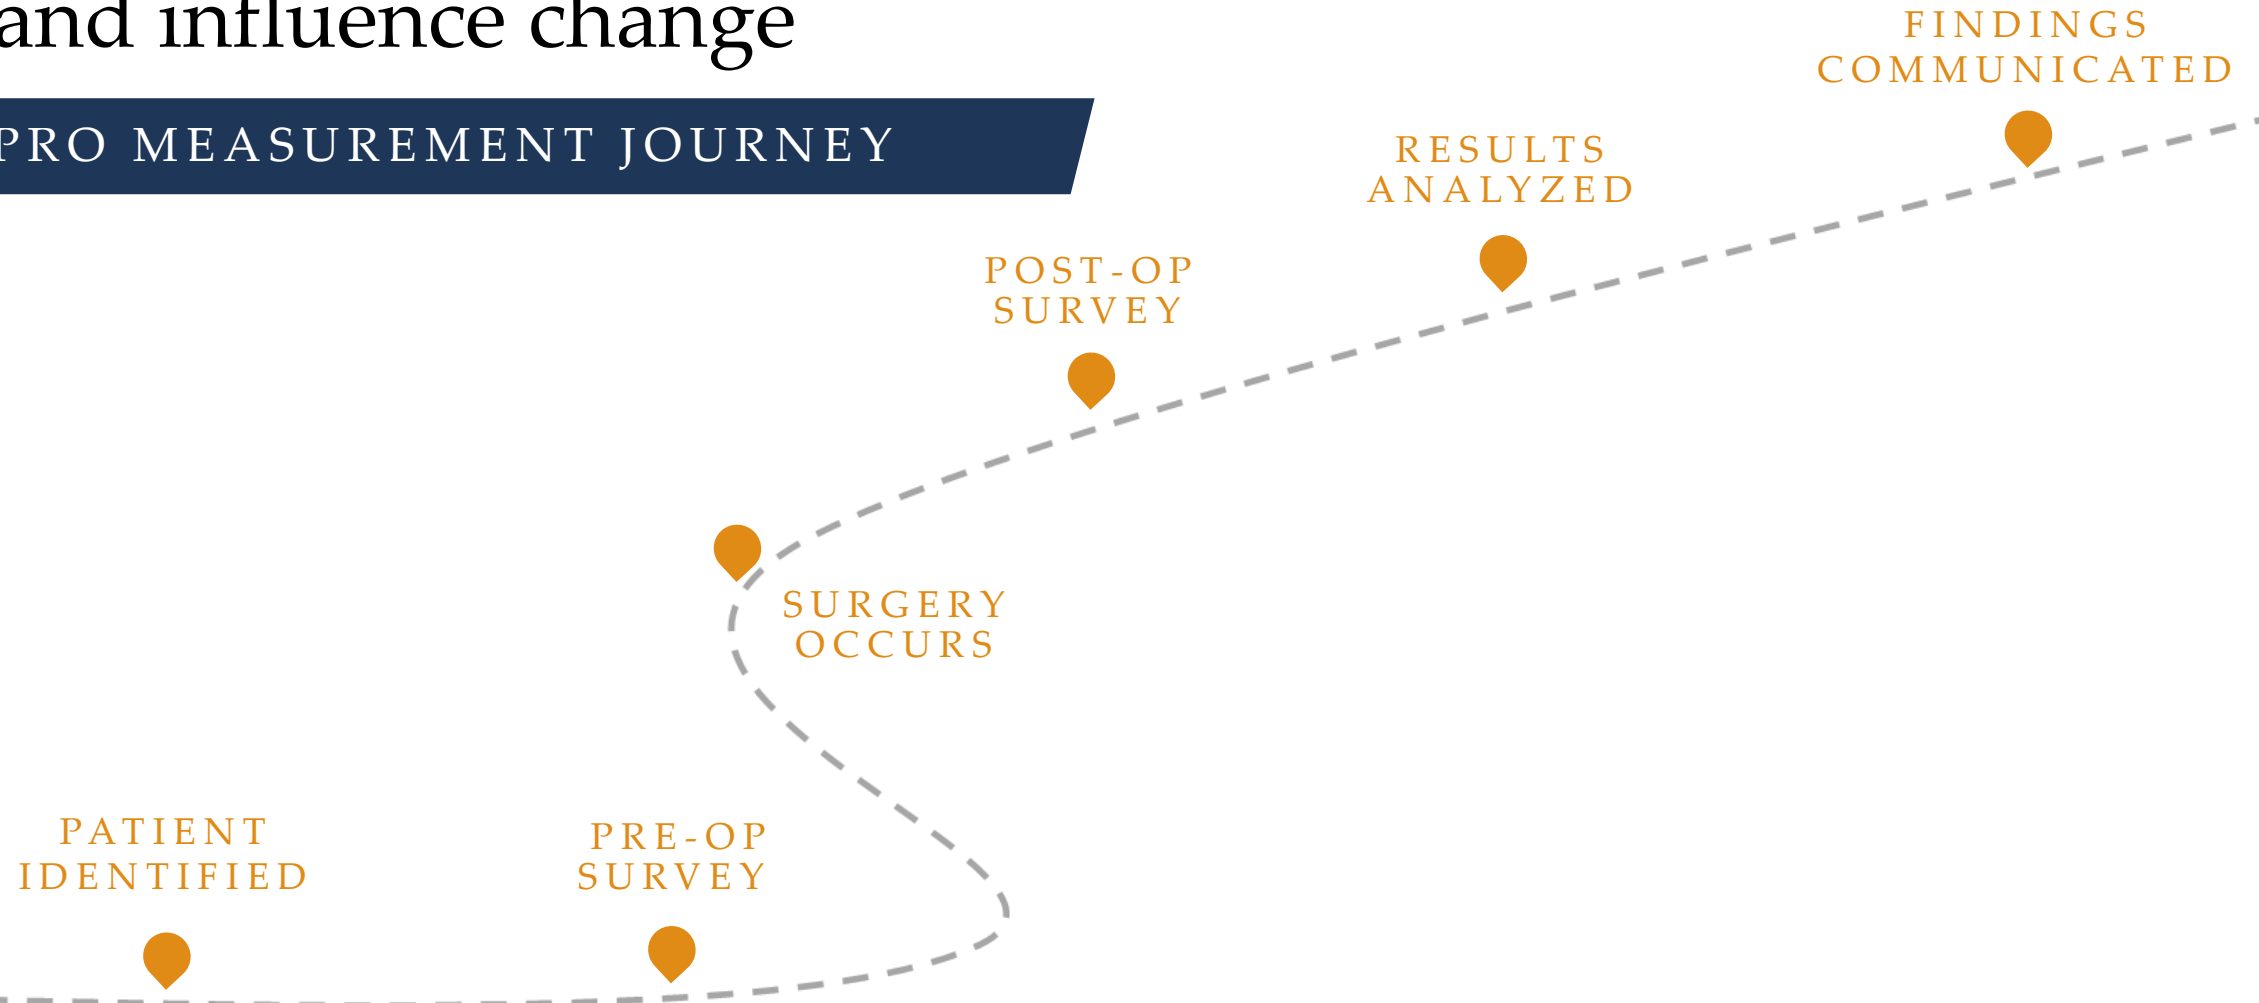 and influence change
PRO MEASUREMENT JOURNEY
FINDINGS
COMMUNICATED
RESULTS
ANALYZED
POST-OP
SURVEY
SURGERY
OCCURS
PATIENT
IDENTIFIED
PRE-OP
SURVEY